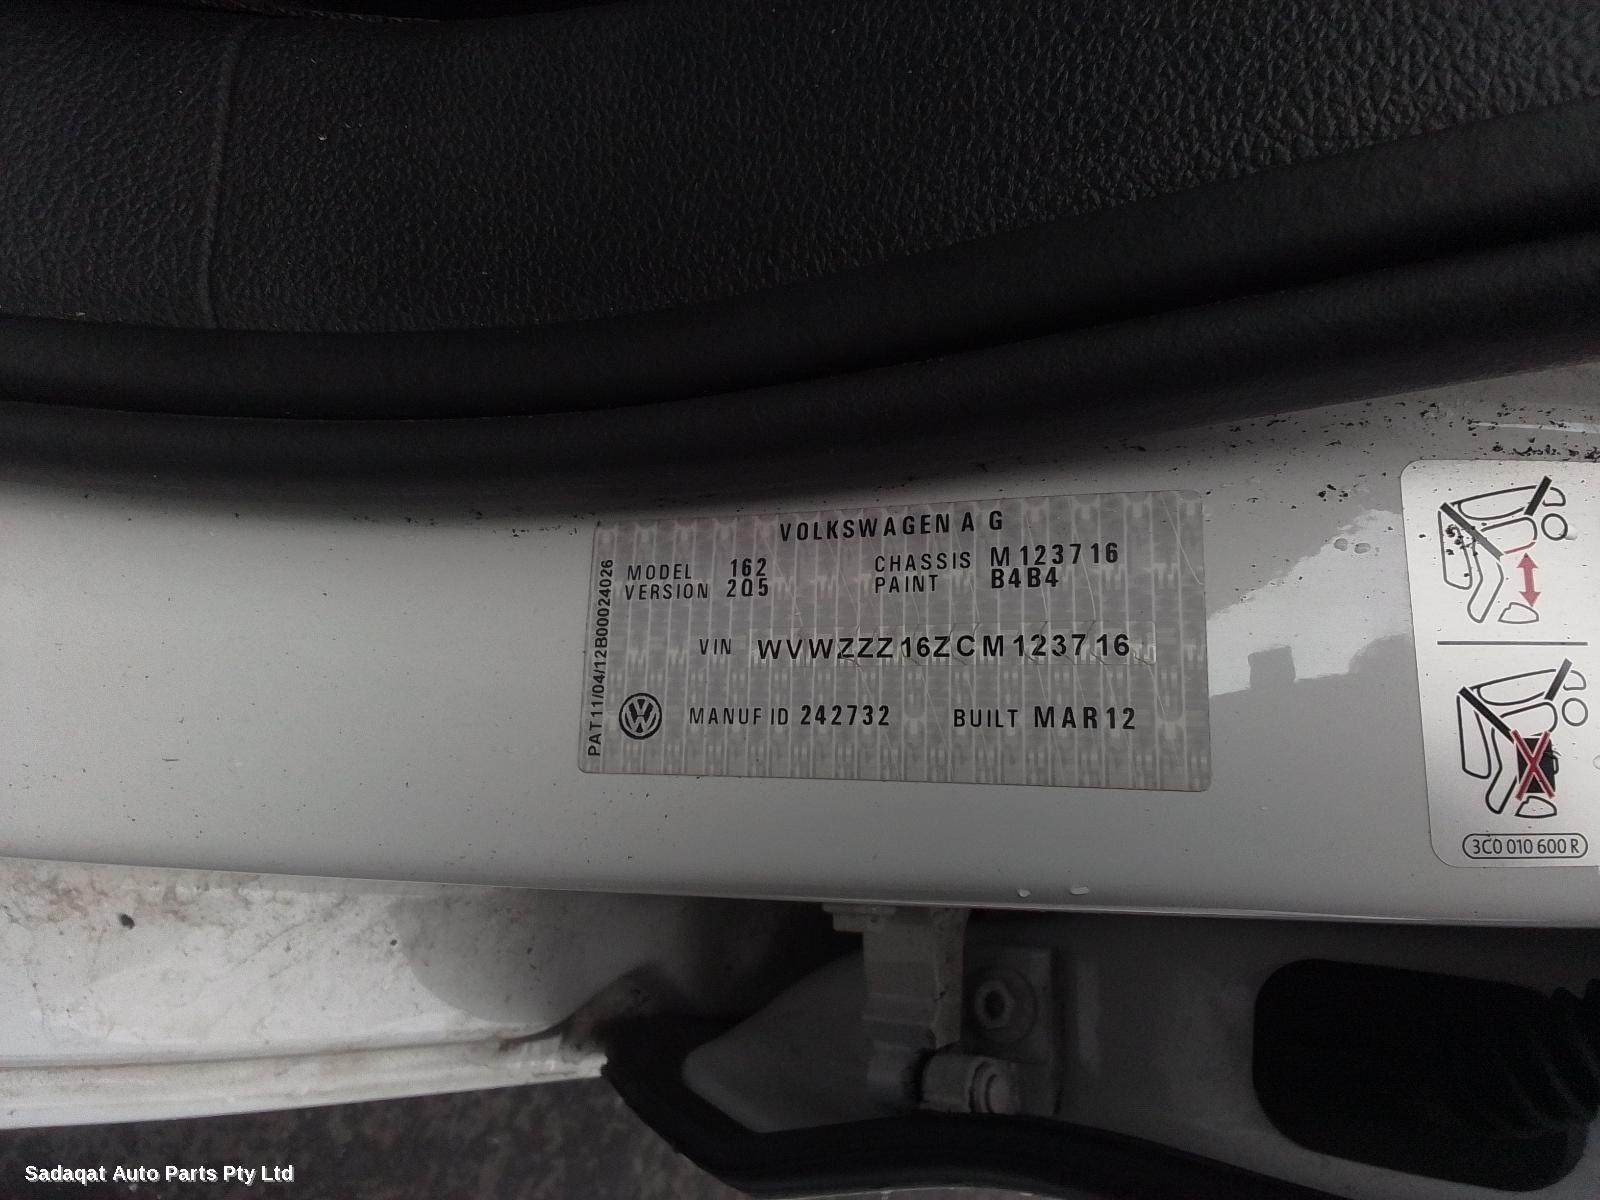 VOLKSWAGEN A G
MODEL 162 CHASSIS M123716
VERSION 2Q5 PAINT B4B4
VIN WVWZZZ16ZCM123716
MANUF ID 242732 BUILT MAR12
PAT11/04/12B00024026
3C0 010 600 R
Sadaqat Auto Parts Pty Ltd